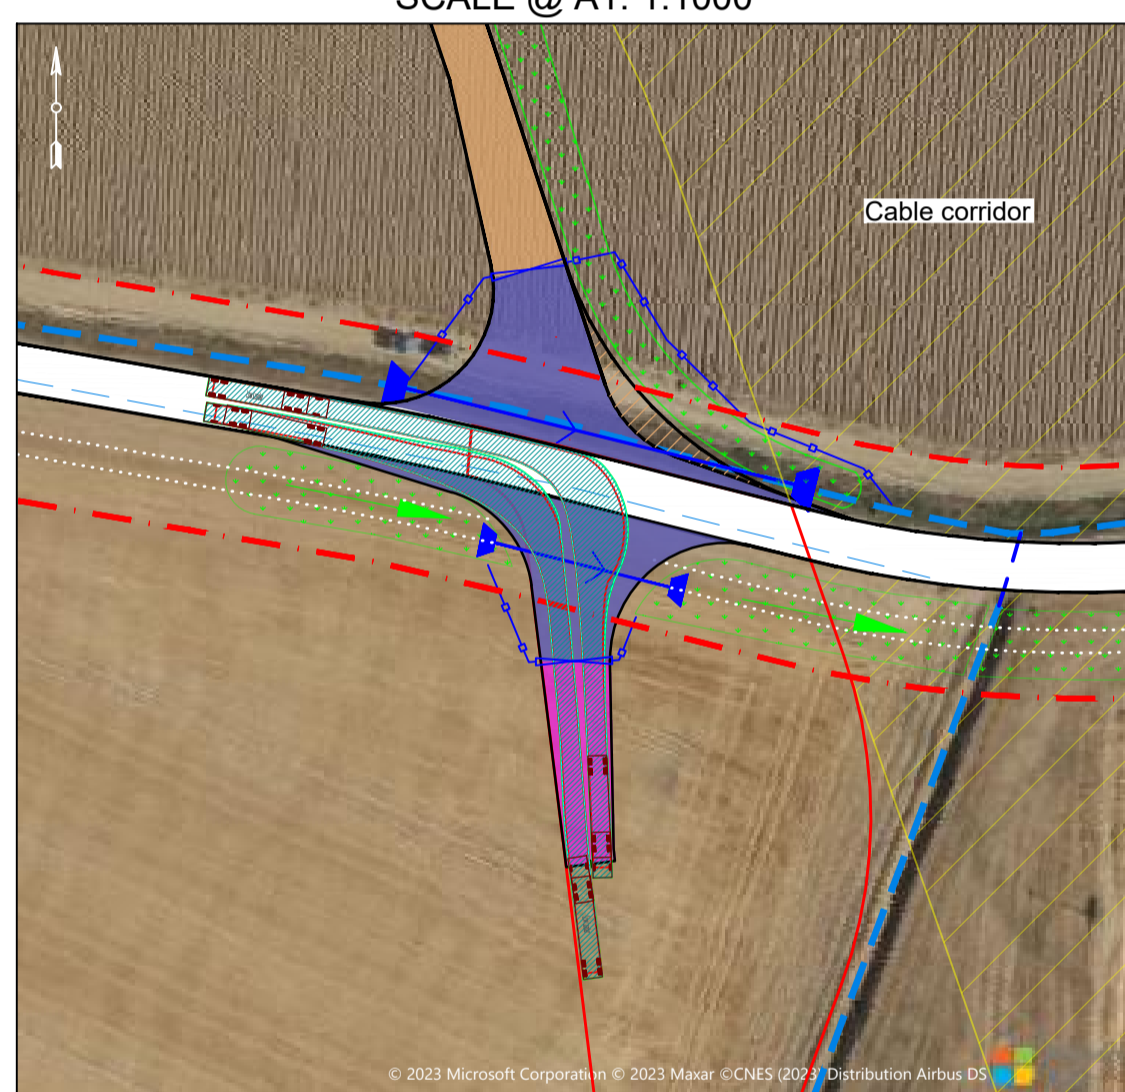 SCALE @ A1: 1:1000
Cable corridor
© 2023 Microsoft Corporation © 2023 Maxar ©CNES (2023) Distribution Airbus DS